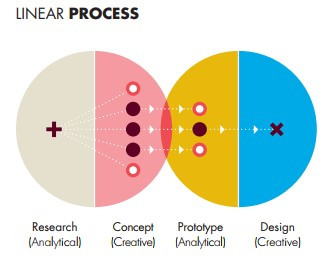 LINEAR PROCESS
Research Concept Prototype Design
(Analytical) (Creative) (Analytical) (Creative)